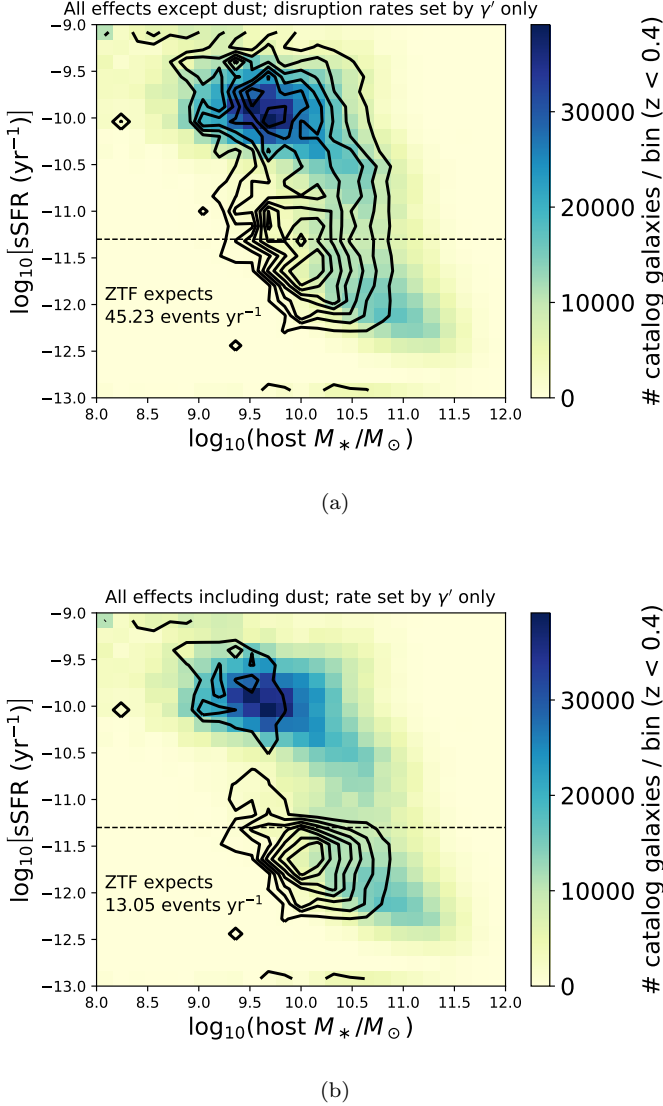 All effects except dust; disruption rates set by γ′ only
−9.0
−9.5
−10.0
−10.5
−11.0
−11.5
−12.0
−12.5
−13.0
log₁₀[sSFR (yr⁻¹)]
ZTF expects
45.23 events yr⁻¹
8.0 8.5 9.0 9.5 10.0 10.5 11.0 11.5 12.0
log₁₀(host M∗/M⊙)
30000
20000
10000
0
# catalog galaxies / bin (z < 0.4)
(a)
All effects including dust; rate set by γ′ only
−9.0
−9.5
−10.0
−10.5
−11.0
−11.5
−12.0
−12.5
−13.0
log₁₀[sSFR (yr⁻¹)]
ZTF expects
13.05 events yr⁻¹
8.0 8.5 9.0 9.5 10.0 10.5 11.0 11.5 12.0
log₁₀(host M∗/M⊙)
30000
20000
10000
0
# catalog galaxies / bin (z < 0.4)
(b)